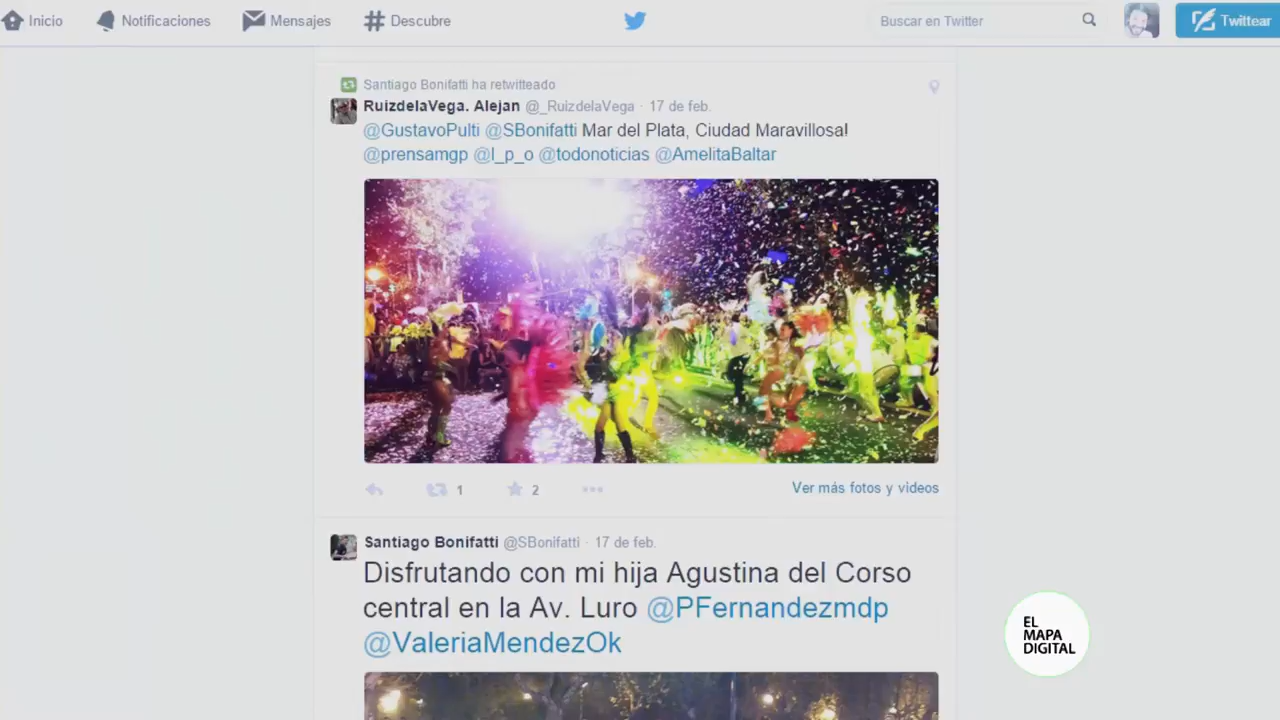 Inicio Notificaciones Mensajes # Descubre Buscar en Twitter Twittear
Santiago Bonifatti ha retwitteado
RuizdelaVega. Alejan @_RuizdelaVega · 17 de feb.
@GustavoPulti @SBonifatti Mar del Plata, Ciudad Maravillosa!
@prensamgp @l_p_o @todonoticias @AmelitaBaltar
1 2 Ver más fotos y videos
Santiago Bonifatti @SBonifatti · 17 de feb.
Disfrutando con mi hija Agustina del Corso
central en la Av. Luro @PFernandezmdp
@ValeriaMendezOk
EL
MAPA
DIGITAL